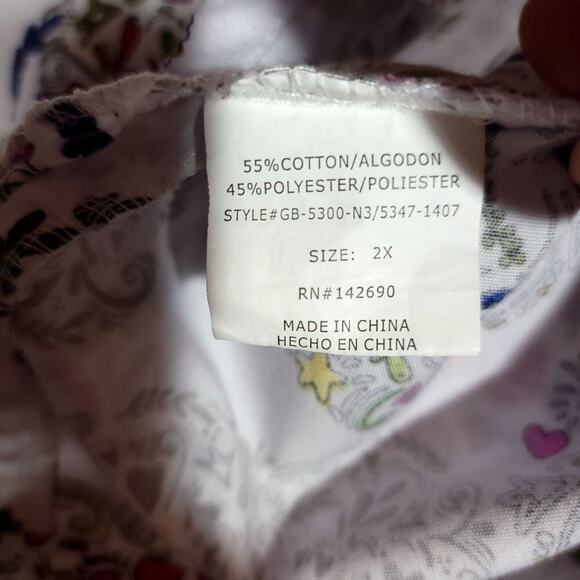 55%COTTON/ALGODON
45%POLYESTER/POLIESTER
STYLE#GB-5300-N3/5347-1407
SIZE: 2X
RN#142690
MADE IN CHINA
HECHO EN CHINA